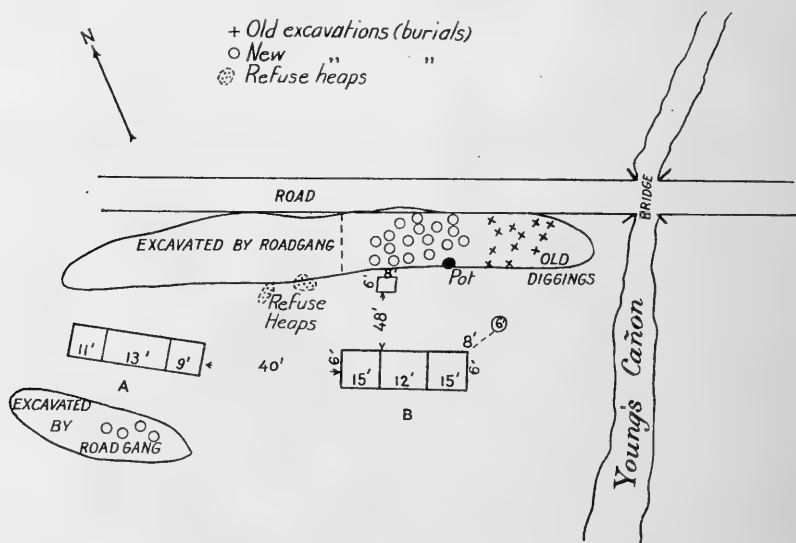 N
+ Old excavations (burials)
○ New " "
Refuse heaps
ROAD
BRIDGE
EXCAVATED BY ROADGANG
OLD
DIGGINGS
Pot
8'
6'
Refuse
Heaps
48'
6'
8'
11' 13' 9'
40'
6'
15' 12' 15'
6'
A
B
EXCAVATED
BY
ROAD GANG
Young's Cañon